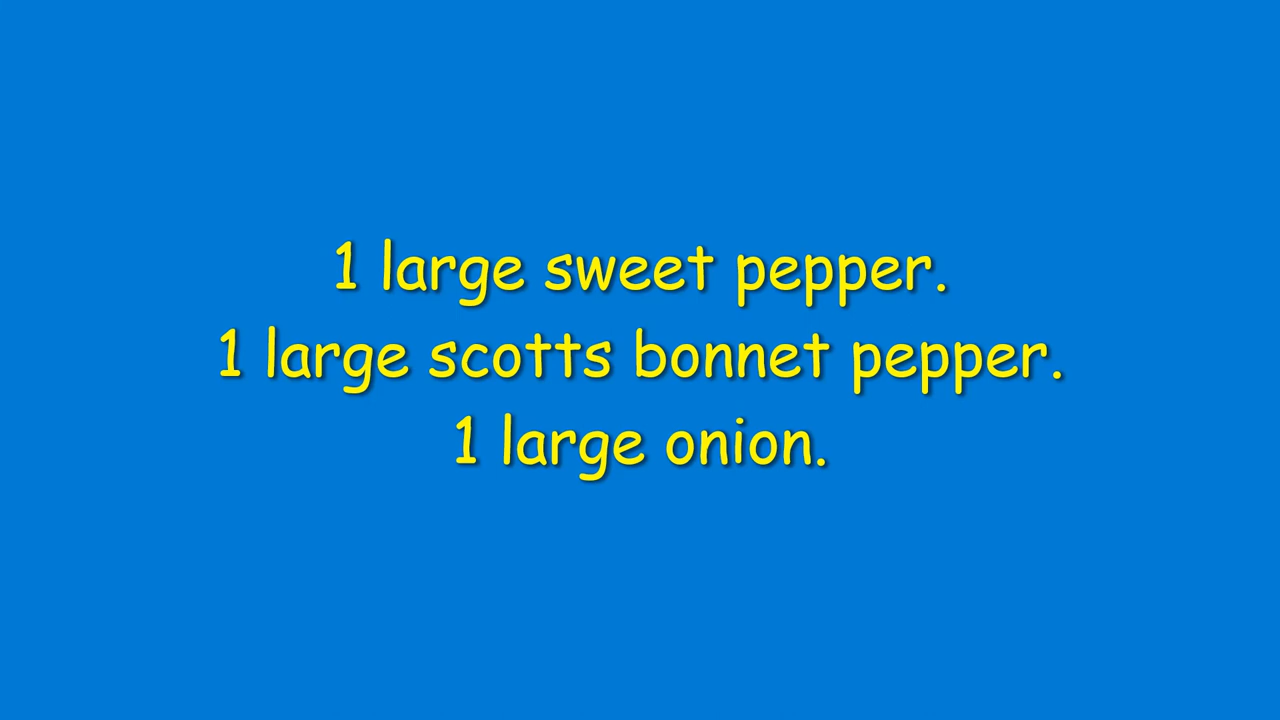 1 large sweet pepper.
1 large scotts bonnet pepper.
1 large onion.